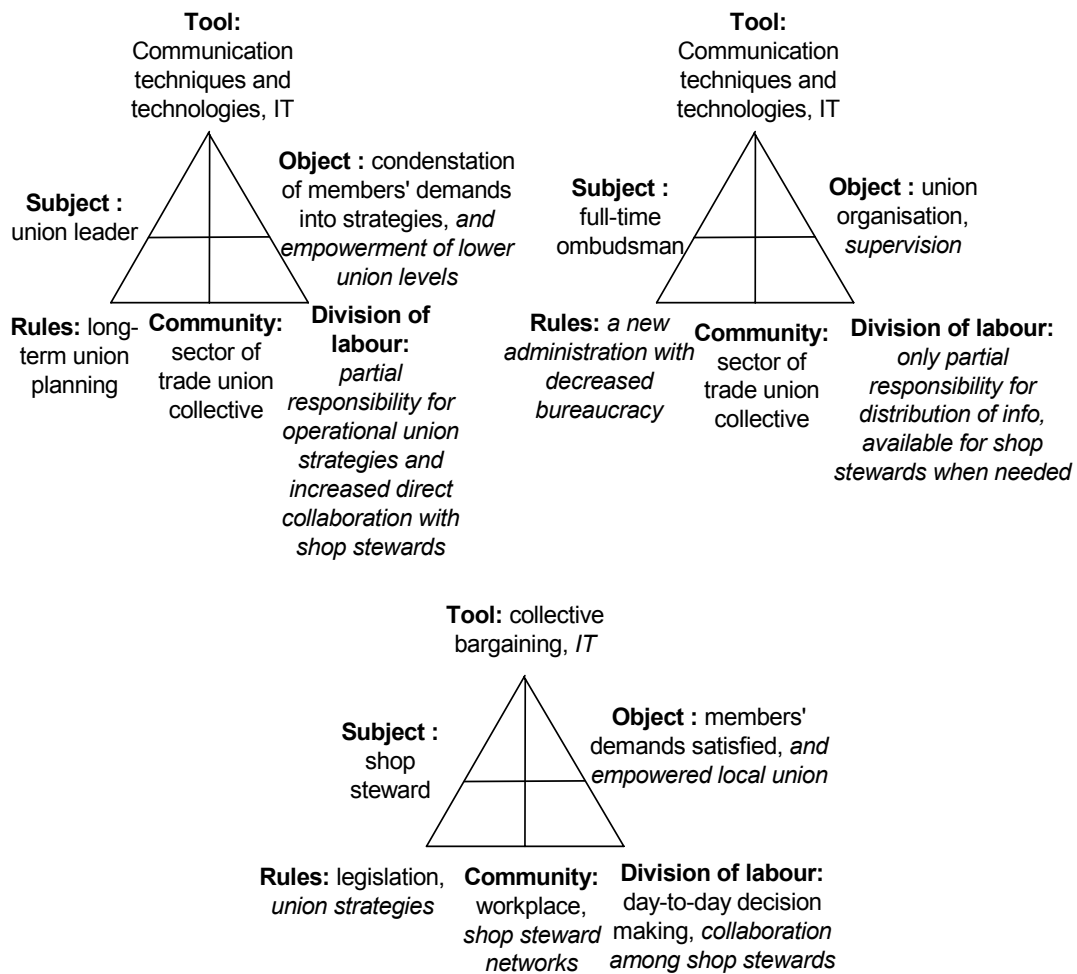 Tool:
Communication
techniques and
technologies, IT
Subject :
union leader
Object : condenstation
of members' demands
into strategies, and
empowerment of lower
union levels
Rules: long-
term union
planning
Community:
sector of
trade union
collective
Division of
labour:
partial
responsibility for
operational union
strategies and
increased direct
collaboration with
shop stewards
Tool:
Communication
techniques and
technologies, IT
Subject :
full-time
ombudsman
Object : union
organisation,
supervision
Rules: a new
administration with
decreased
bureaucracy
Community:
sector of
trade union
collective
Division of labour:
only partial
responsibility for
distribution of info,
available for shop
stewards when needed
Tool: collective
bargaining, IT
Subject :
shop
steward
Object : members'
demands satisfied, and
empowered local union
Rules: legislation,
union strategies
Community:
workplace,
shop steward
networks
Division of labour:
day-to-day decision
making, collaboration
among shop stewards